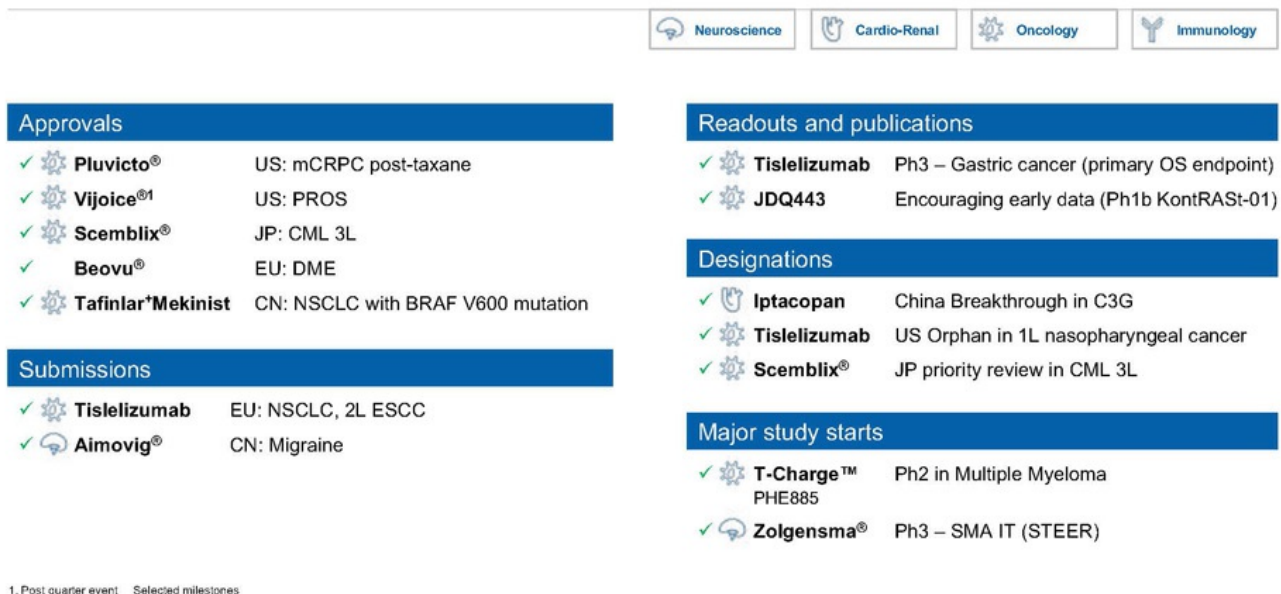 Neuroscience
Cardio-Renal
Oncology
Immunology
Approvals
✓ Pluvicto® US: mCRPC post-taxane
✓ Vijoice®1 US: PROS
✓ Scemblix® JP: CML 3L
✓ Beovu® EU: DME
✓ Tafinlar+Mekinist CN: NSCLC with BRAF V600 mutation
Submissions
✓ Tislelizumab EU: NSCLC, 2L ESCC
✓ Aimovig® CN: Migraine
Readouts and publications
✓ Tislelizumab Ph3 – Gastric cancer (primary OS endpoint)
✓ JDQ443 Encouraging early data (Ph1b KontRASt-01)
Designations
✓ Iptacopan China Breakthrough in C3G
✓ Tislelizumab US Orphan in 1L nasopharyngeal cancer
✓ Scemblix® JP priority review in CML 3L
Major study starts
✓ T-Charge™ Ph2 in Multiple Myeloma
PHE885
✓ Zolgensma® Ph3 – SMA IT (STEER)
1. Post quarter event Selected milestones